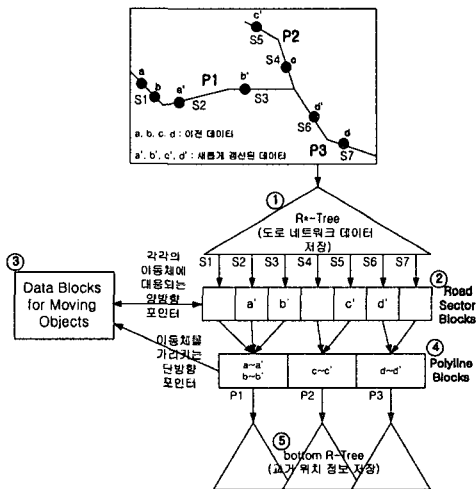 c'
S5
P2
S4
c
a
a'
P1
b'
b
S1
S2
S3
d'
S6
d
P3
S7
a, b, c, d : 이전 데이터
a', b', c', d' : 새롭게 갱신된 데이터
①
R*-Tree
(도로 네트워크 데이터
저장)
S1 S2 S3 S4 S5 S6 S7
③
Data Blocks
for Moving
Objects
각각의
이동체에
대응되는
양방향
포인터
②
a' b' c' d'
Road
Sector
Blocks
이동체를
가리키는
단방향
포인터
④
a~a' c~c' d~d'
b~b'
Polyline
Blocks
P1 P2 P3
⑤
bottom R-Tree
(과거 위치 정보 저장)